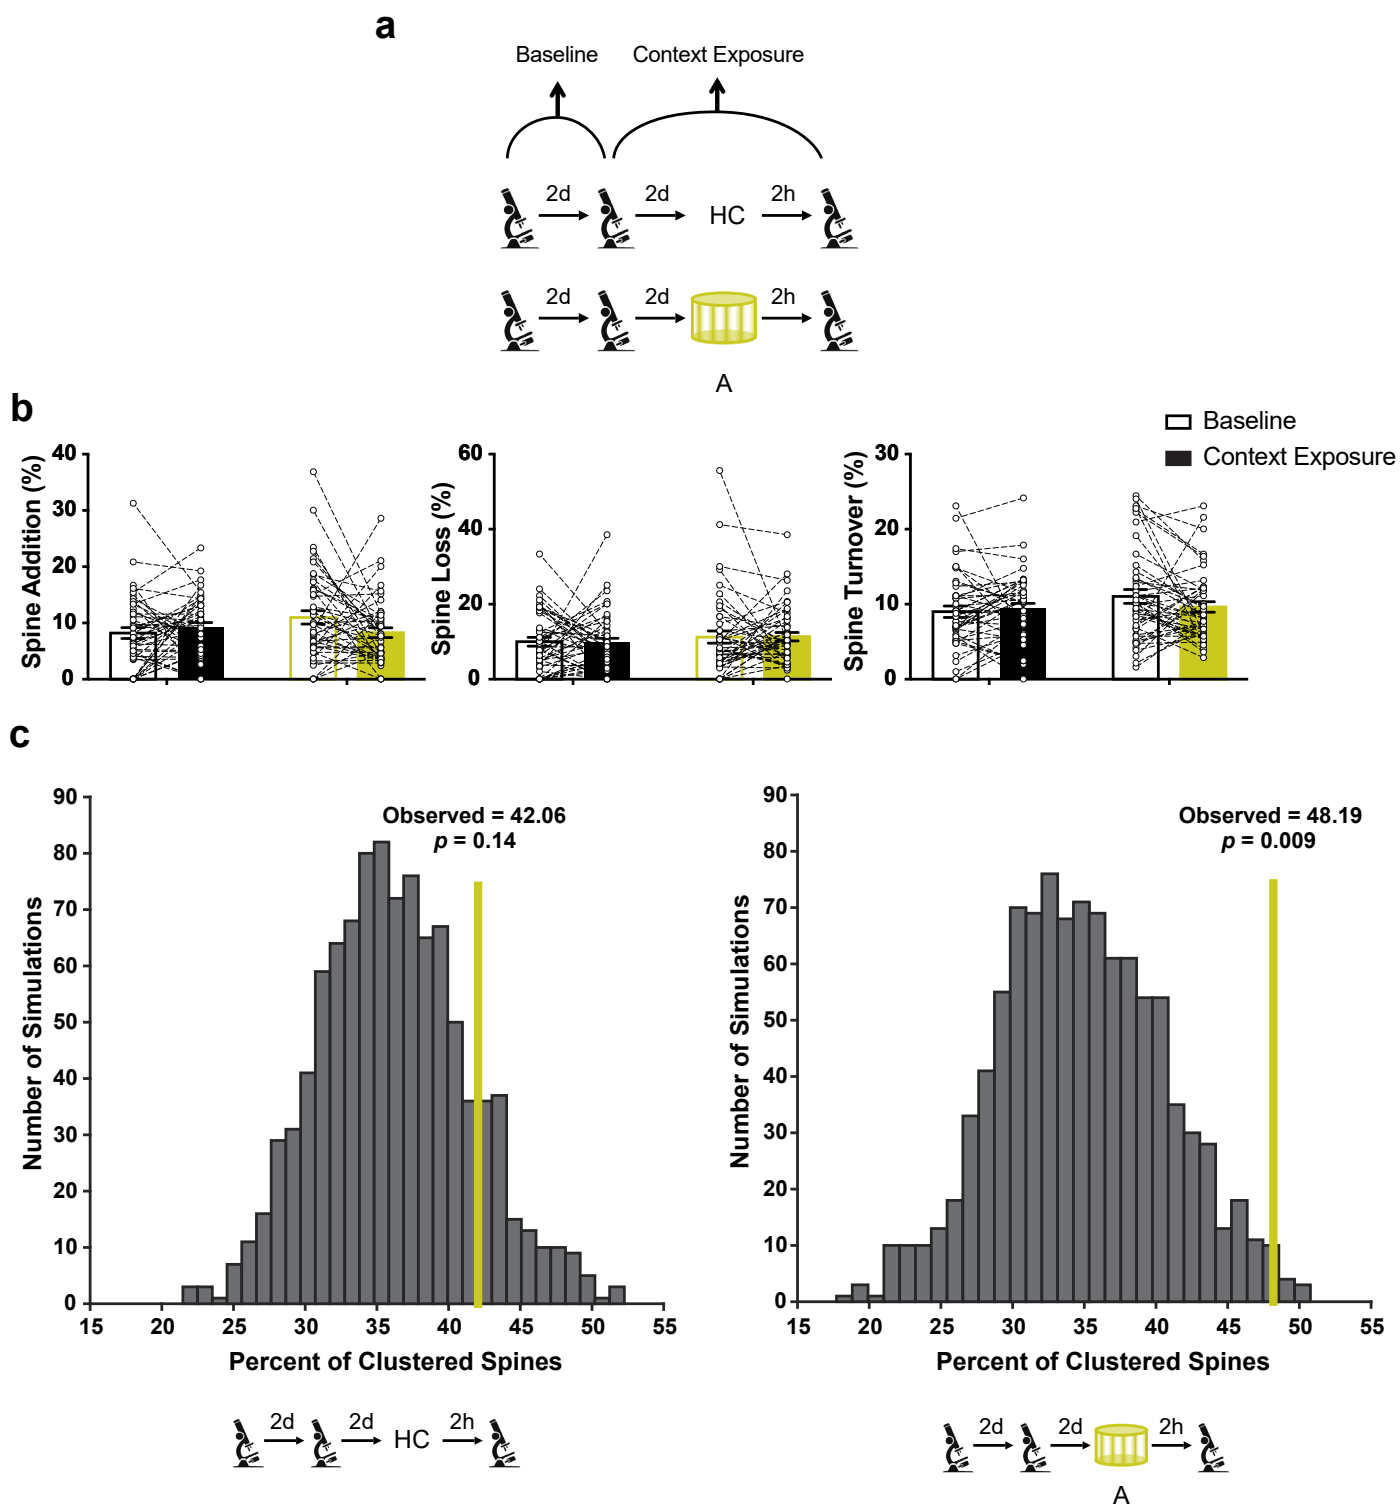 a
Baseline Context Exposure
2d 2d HC 2h
2d 2d 2h
A
b
Baseline
Context Exposure
Spine Addition (%)
40
30
20
10
0
Spine Loss (%)
60
40
20
0
Spine Turnover (%)
30
20
10
0
c
Observed = 42.06
p = 0.14
Number of Simulations
90
80
70
60
50
40
30
20
10
0
15 20 25 30 35 40 45 50 55
Percent of Clustered Spines
2d 2d HC 2h
Observed = 48.19
p = 0.009
Number of Simulations
90
80
70
60
50
40
30
20
10
0
15 20 25 30 35 40 45 50 55
Percent of Clustered Spines
2d 2d 2h
A